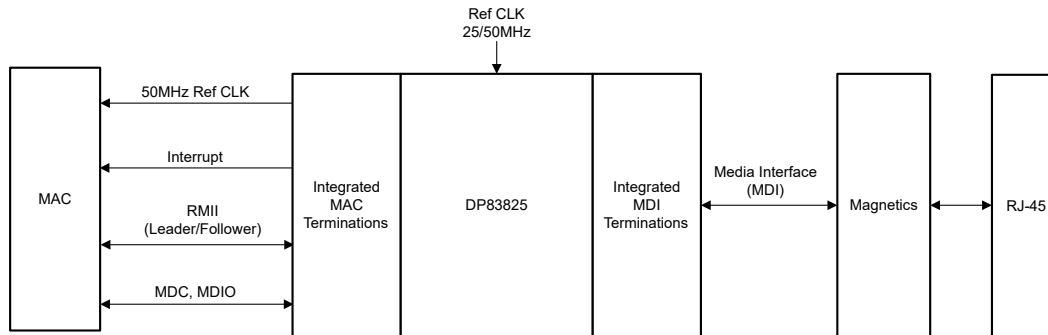 Ref CLK
25/50MHz
50MHz Ref CLK
Interrupt
MAC
RMII
(Leader/Follower)
MDC, MDIO
Integrated
MAC
Terminations
DP83825
Integrated
MDI
Terminations
Media Interface
(MDI)
Magnetics
RJ-45